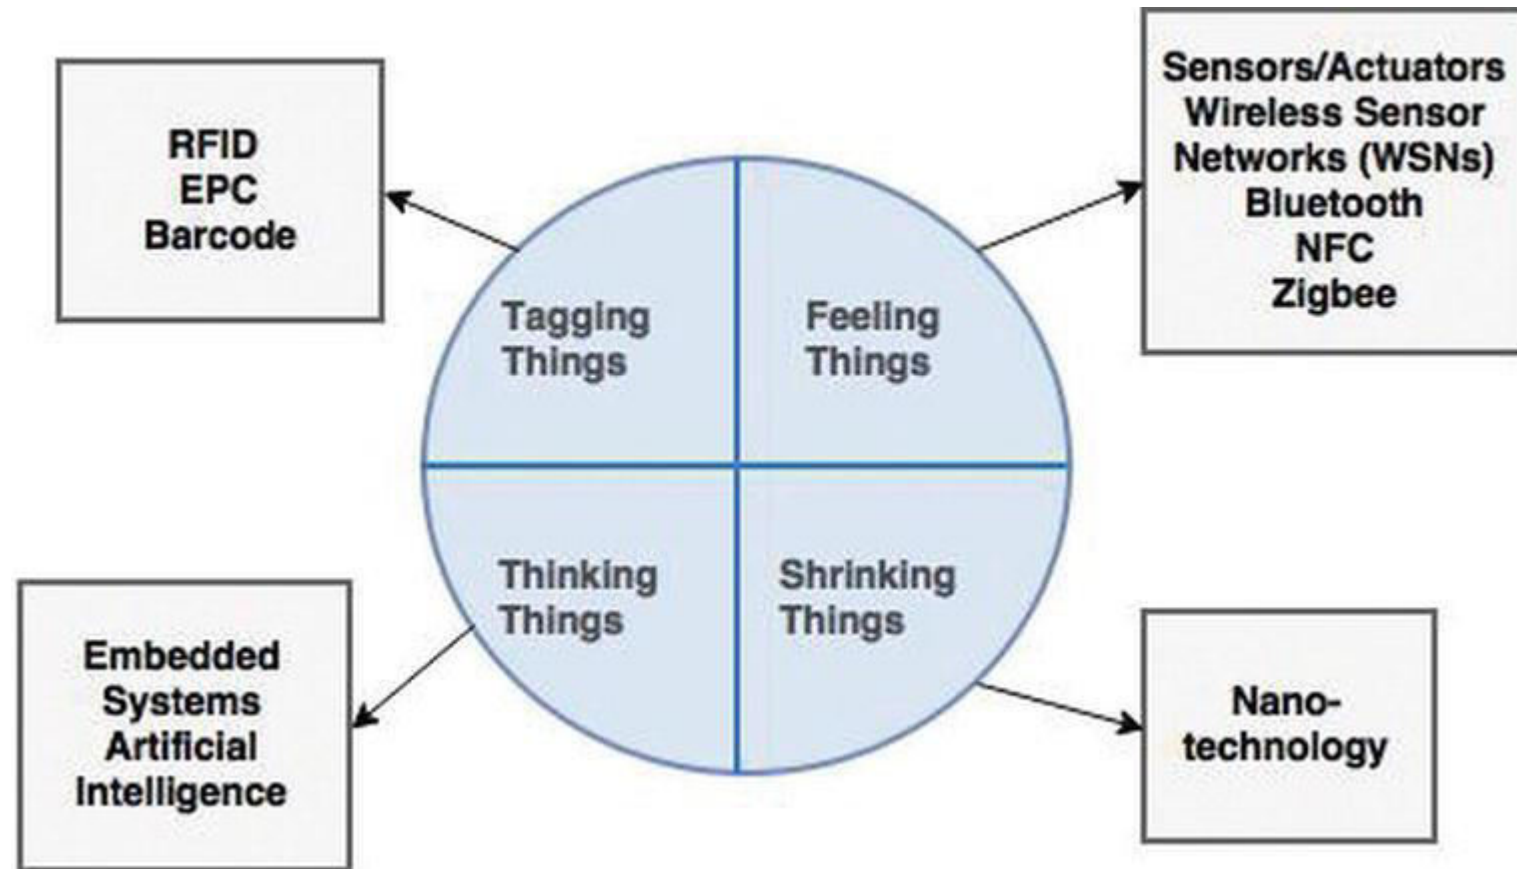 RFID
EPC
Barcode
Sensors/Actuators
Wireless Sensor
Networks (WSNs)
Bluetooth
NFC
Zigbee
Tagging
Things
Feeling
Things
Thinking
Things
Shrinking
Things
Embedded
Systems
Artificial
Intelligence
Nano-
technology